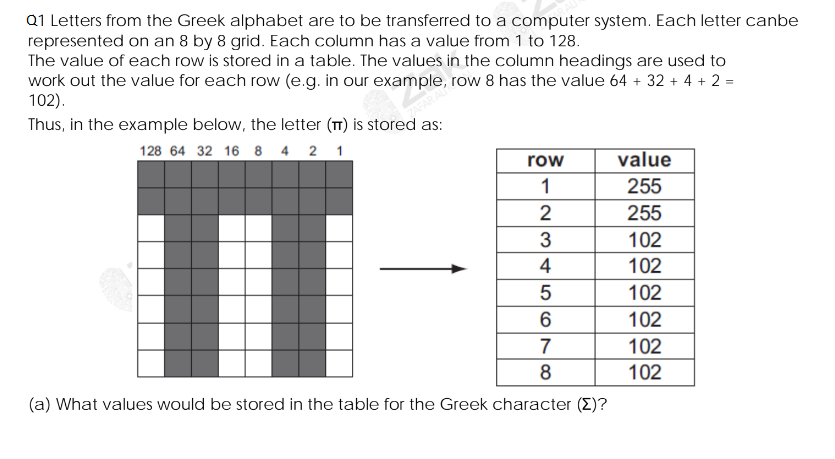 Q1 Letters from the Greek alphabet are to be transferred to a computer system. Each letter canbe
represented on an 8 by 8 grid. Each column has a value from 1 to 128.
The value of each row is stored in a table. The values in the column headings are used to
work out the value for each row (e.g. in our example, row 8 has the value 64 + 32 + 4 + 2 =
102).
Thus, in the example below, the letter (π) is stored as:
128 64 32 16 8 4 2 1
row value
1 255
2 255
3 102
4 102
5 102
6 102
7 102
8 102
(a) What values would be stored in the table for the Greek character (Σ)?